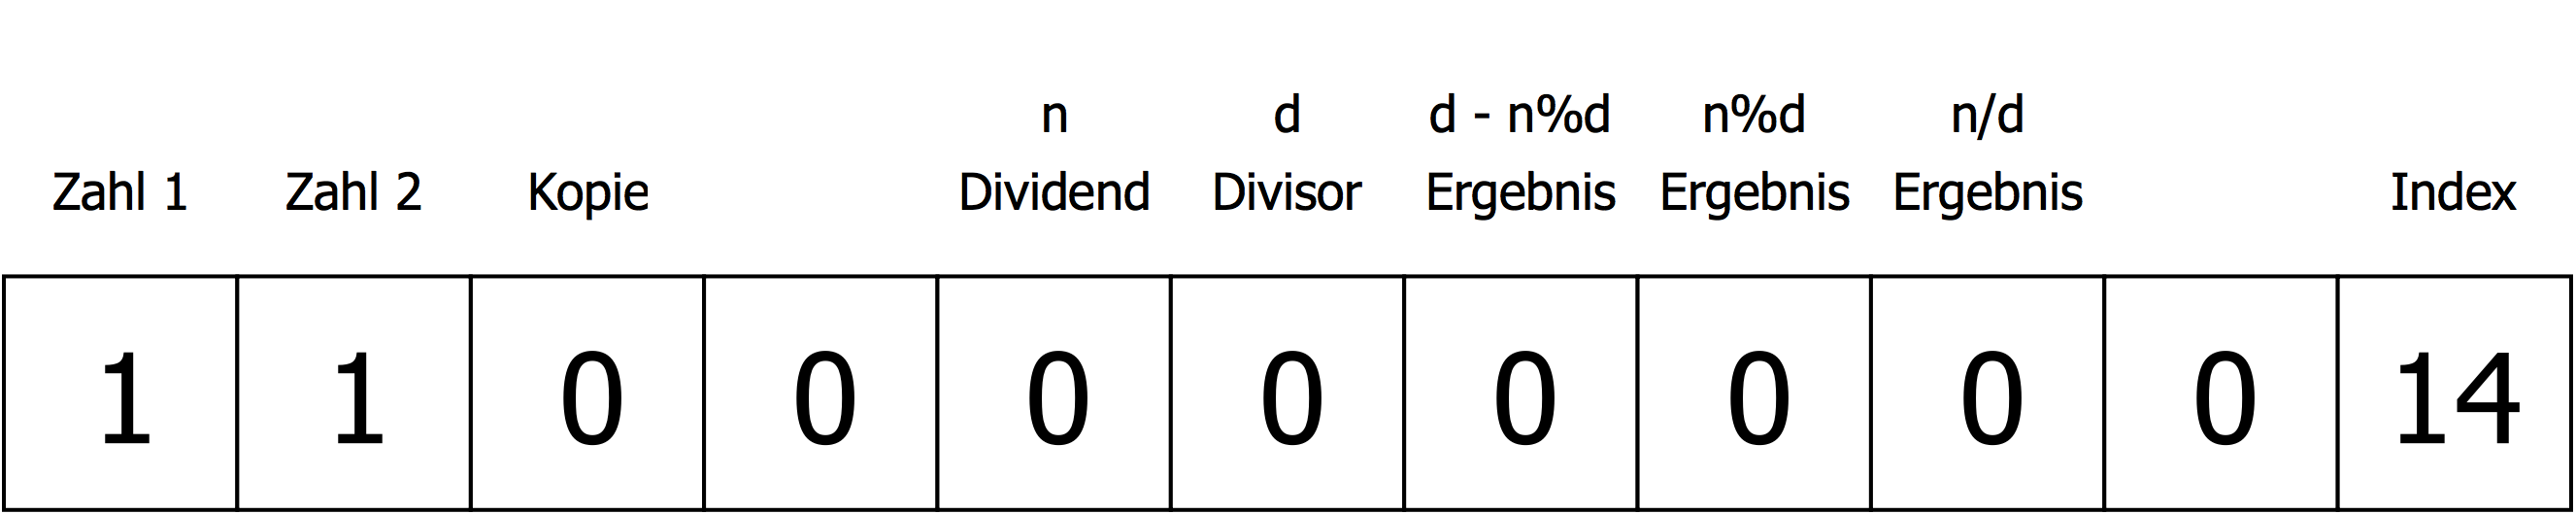 n d d - n%d n%d n/d
Zahl 1 Zahl 2 Kopie Dividend Divisor Ergebnis Ergebnis Ergebnis Index
1 1 0 0 0 0 0 0 0 0 14